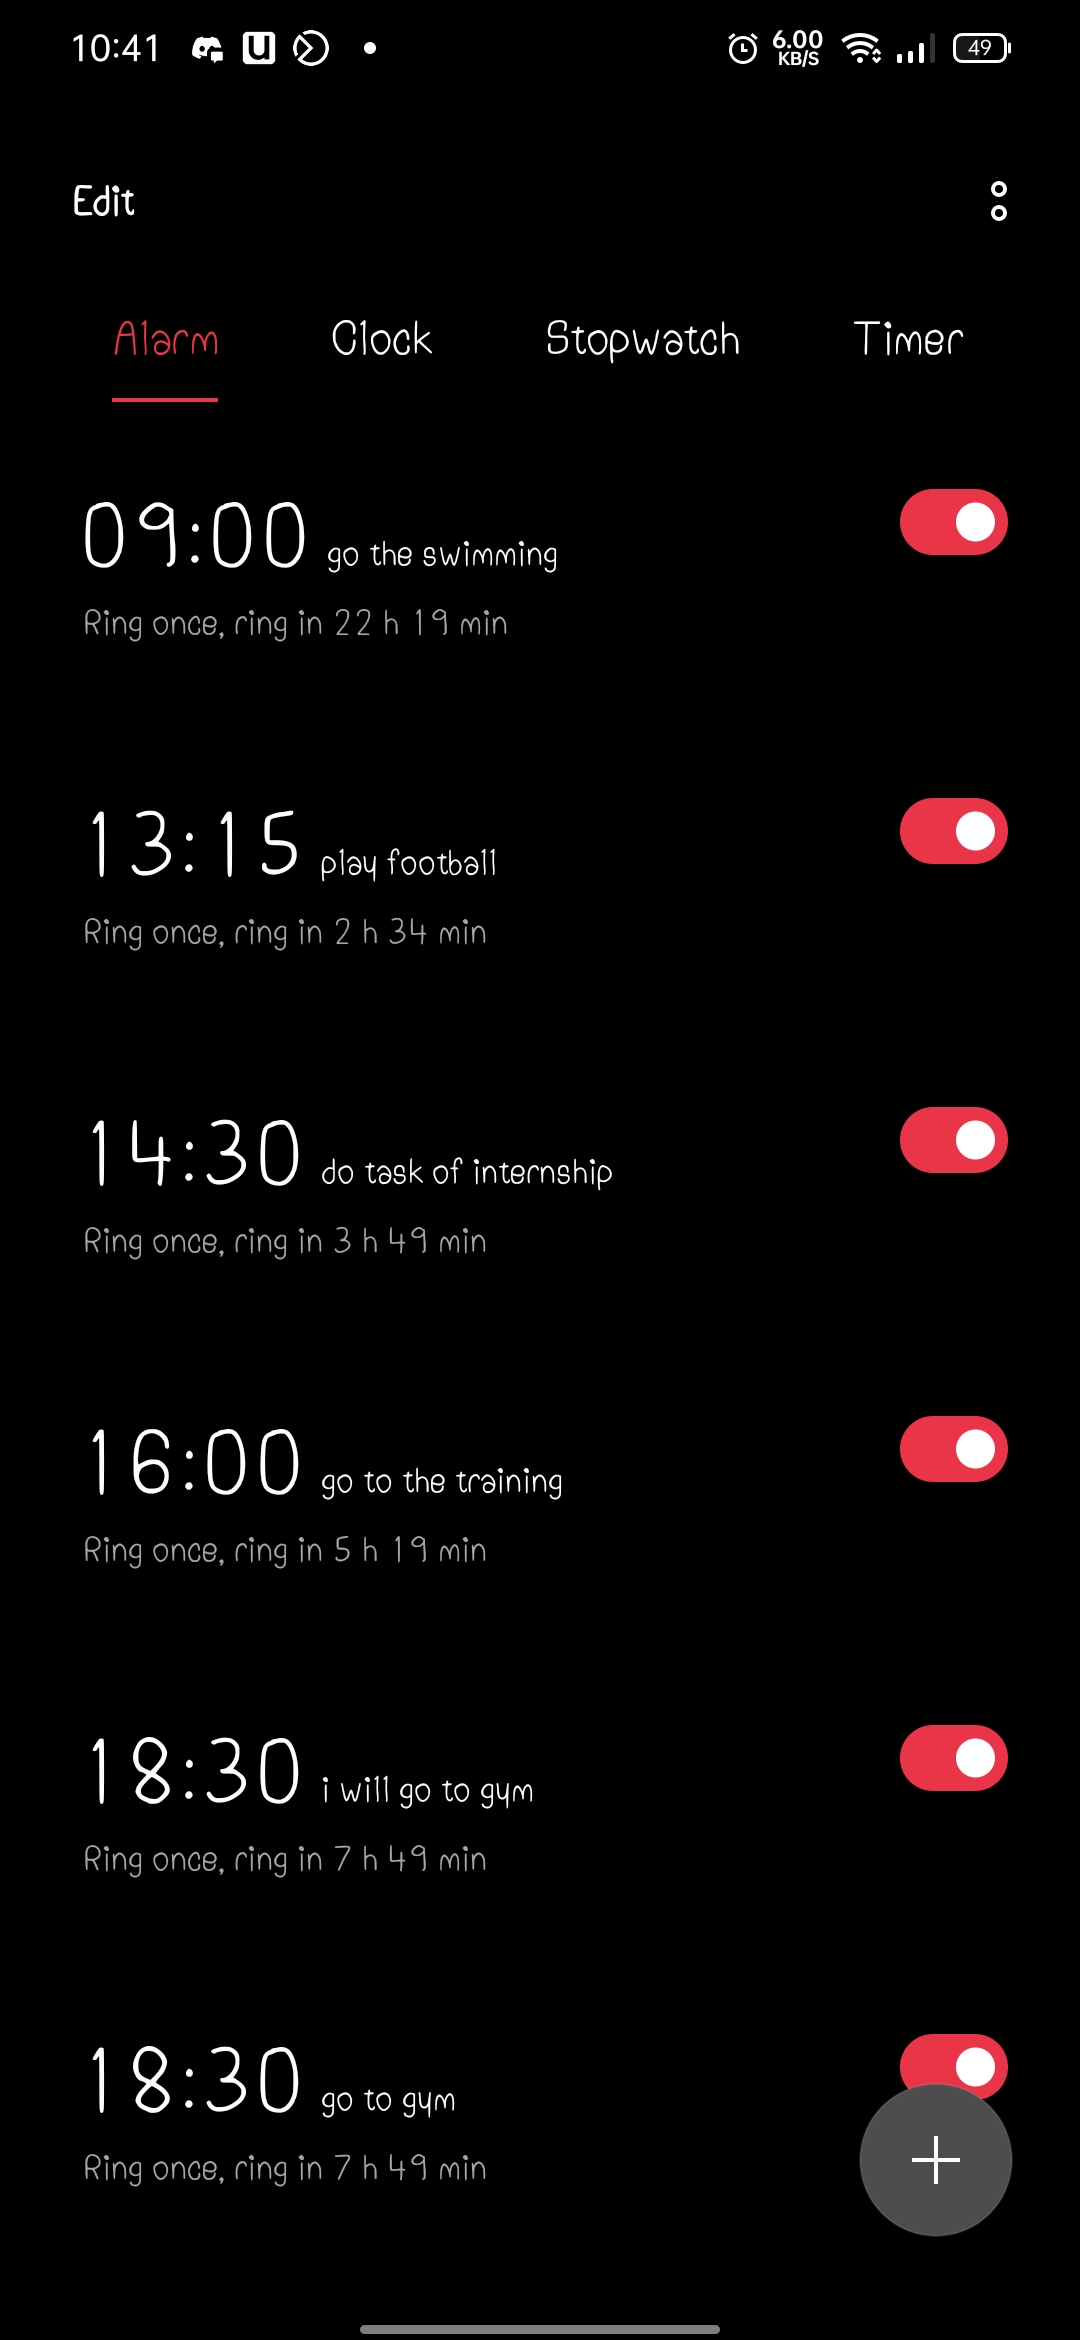 10:41
6.00
KB/S
49
Edit
Alarm Clock Stopwatch Timer
09:00 go the swimming
Ring once, ring in 22 h 19 min
13:15 play football
Ring once, ring in 2 h 34 min
14:30 do task of internship
Ring once, ring in 3 h 49 min
16:00 go to the training
Ring once, ring in 5 h 19 min
18:30 i will go to gym
Ring once, ring in 7 h 49 min
18:30 go to gym
Ring once, ring in 7 h 49 min